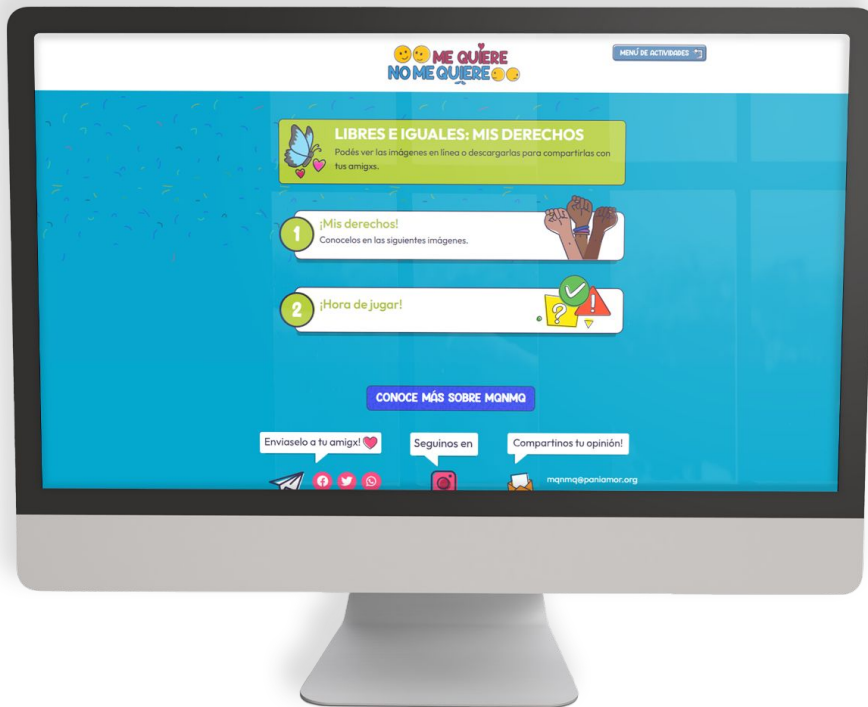 ME QUIERE
NO ME QUIERE
MENÚ DE ACTIVIDADES
LIBRES E IGUALES: MIS DERECHOS
Podés ver las imágenes en línea o descargarlas para compartirlas con
tus amigxs.
1
¡Mis derechos!
Conocelos en las siguientes imágenes.
2
¡Hora de jugar!
?
!
CONOCE MÁS SOBRE MQNMQ
Enviaselo a tu amigx!
Seguinos en
Compartinos tu opinión!
mqnmq@paniamor.org